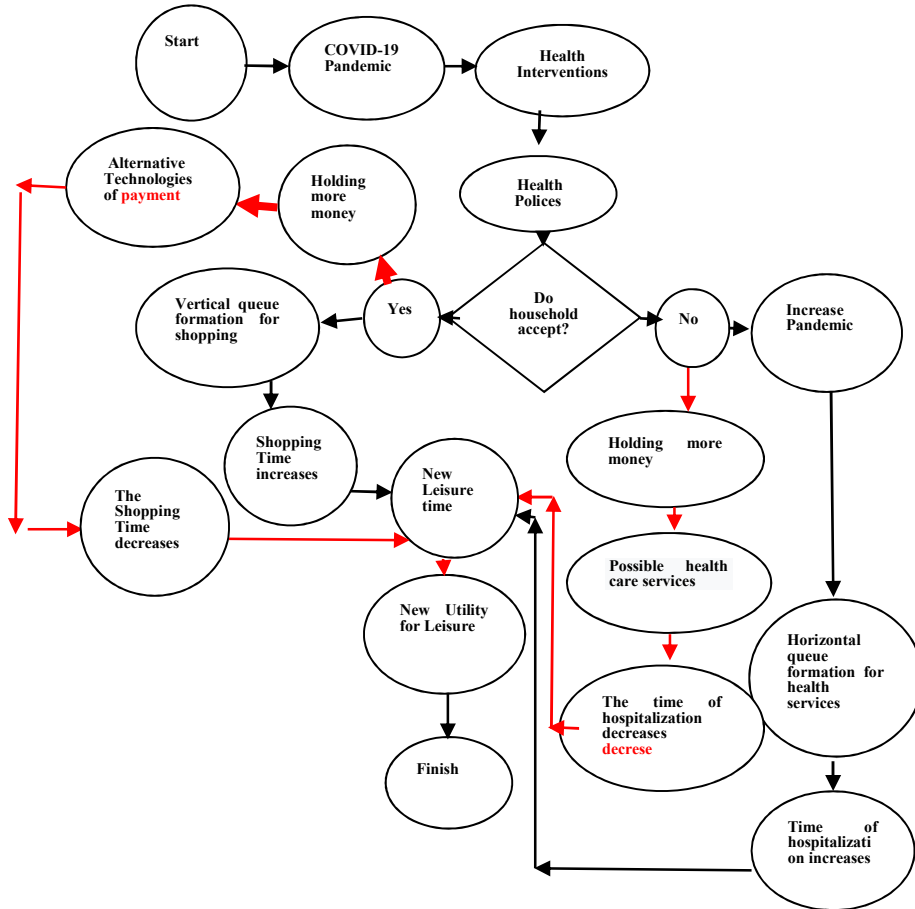 Start
COVID-19
Pandemic
Health
Interventions
Alternative
Technologies
of payment
Holding
more
money
Health
Polices
Vertical queue
formation for
shopping
Yes
Do
household
accept?
No
Increase
Pandemic
Shopping
Time
increases
New
Leisure
time
Holding more
money
The
Shopping
Time
decreases
Possible health
care services
New Utility
for Leisure
Horizontal
queue
formation for
health
services
The time of
hospitalization
decreases
decrese
Finish
Time of
hospitalizati
on increases